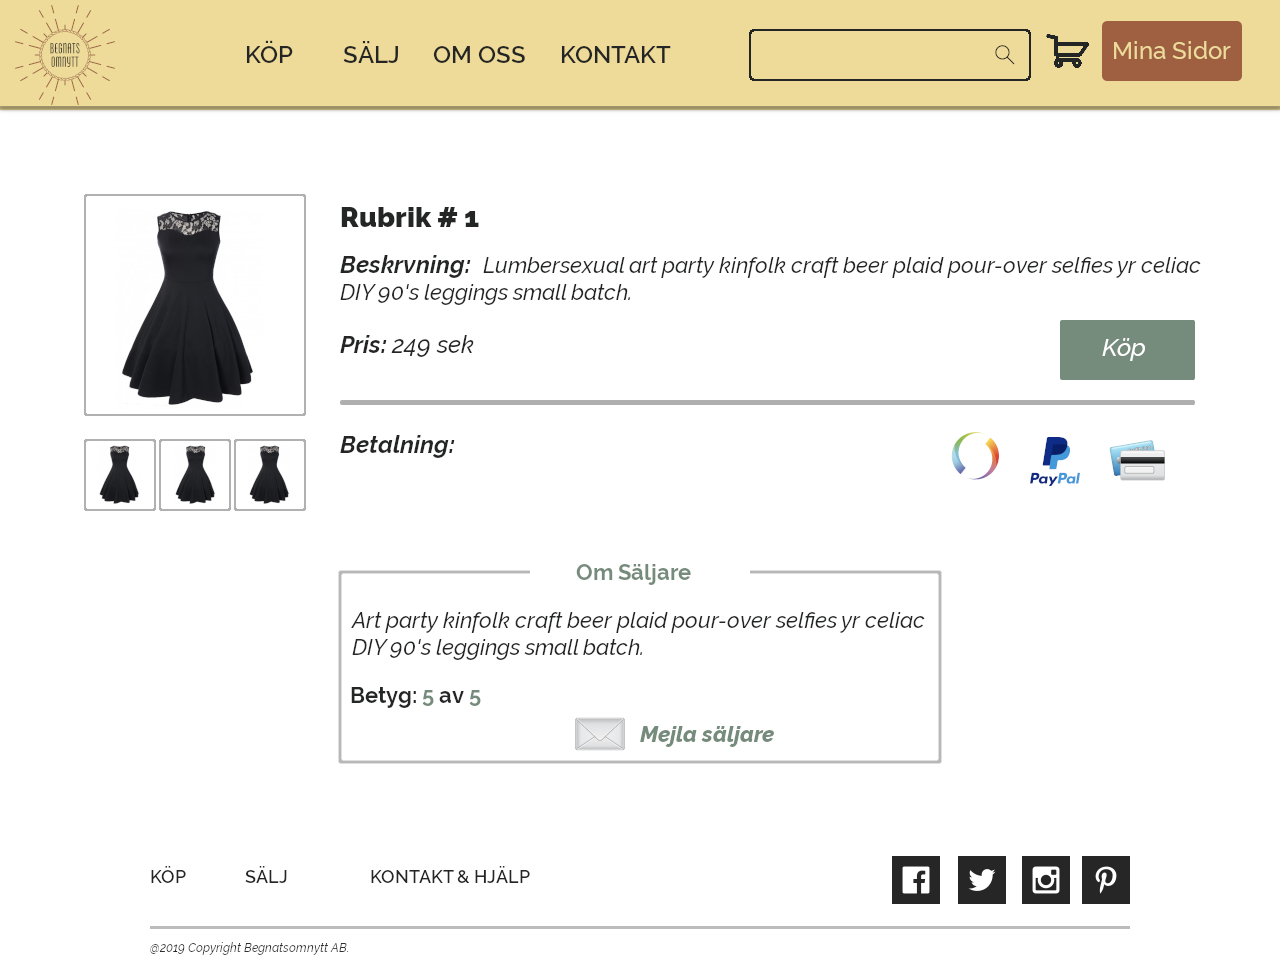 BEGNATS
OMNYTT
KÖP SÄLJ OM OSS KONTAKT
Mina Sidor
Rubrik # 1
Beskrvning: Lumbersexual art party kinfolk craft beer plaid pour-over selfies yr celiac
DIY 90's leggings small batch.
Pris: 249 sek
Köp
Betalning:
PayPal
Om Säljare
Art party kinfolk craft beer plaid pour-over selfies yr celiac
DIY 90's leggings small batch.
Betyg: 5 av 5
Mejla säljare
KÖP SÄLJ KONTAKT & HJÄLP
@2019 Copyright Begnatsomnytt AB.